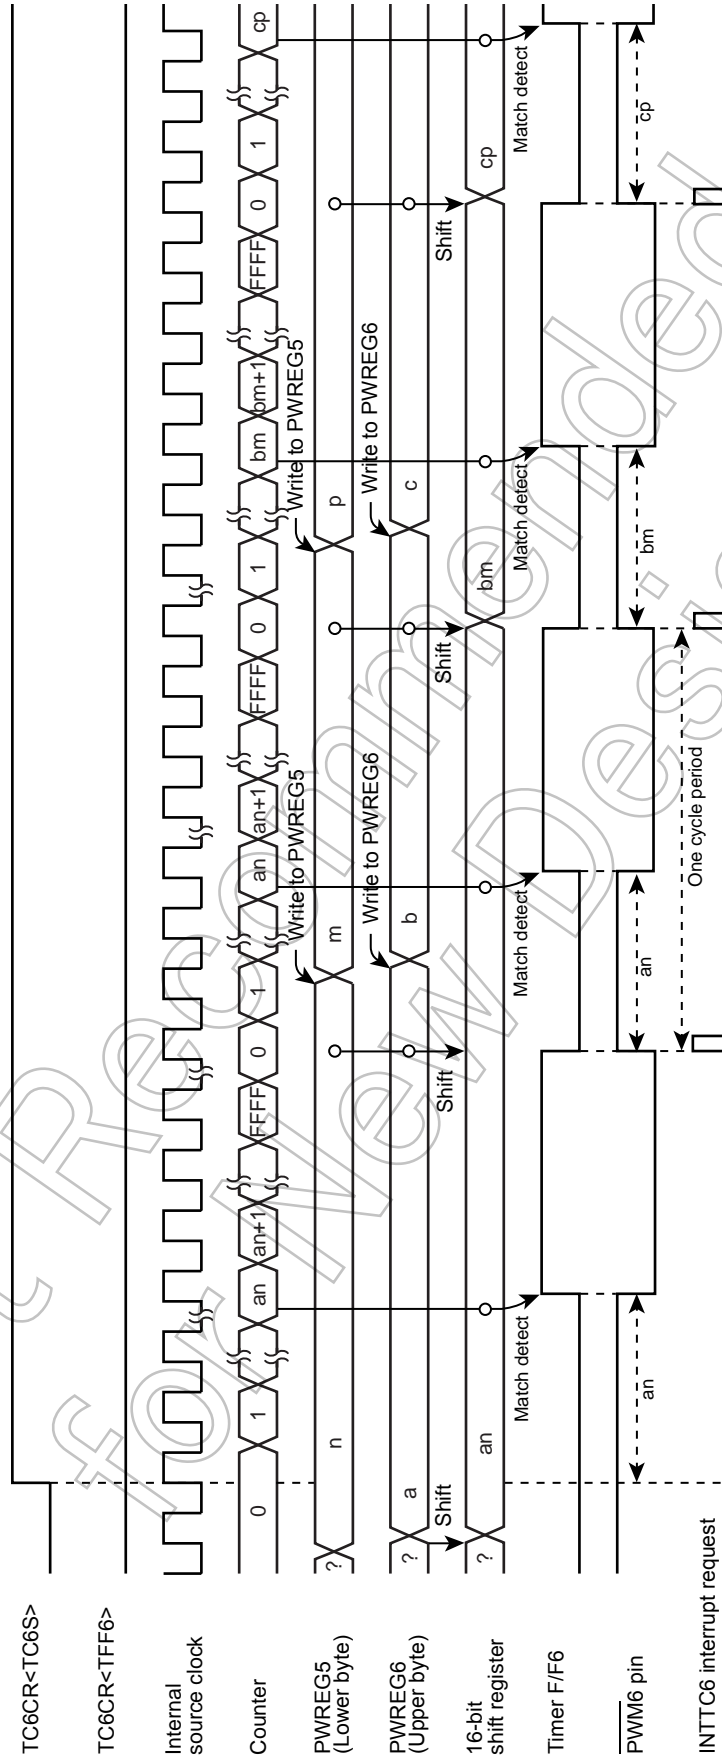 TC6CR<TC6S>
TC6CR<TFF6>
Internal
source clock
Counter
0 1 an an+1 FFFF 0 1 an an+1 FFFF 0 1 bm bm+1 FFFF 0 1 cp
Write to PWREG5 Write to PWREG5
PWREG5
(Lower byte)
? n m p
Write to PWREG6 Write to PWREG6
PWREG6
(Upper byte)
? a b c
Shift Shift Shift Shift
16-bit
shift register
? an bm cp
Match detect Match detect Match detect Match detect
Timer F/F6
PWM6 pin
an an bm cp
One cycle period
INTTC6 interrupt request
t Recommended
for New Desi